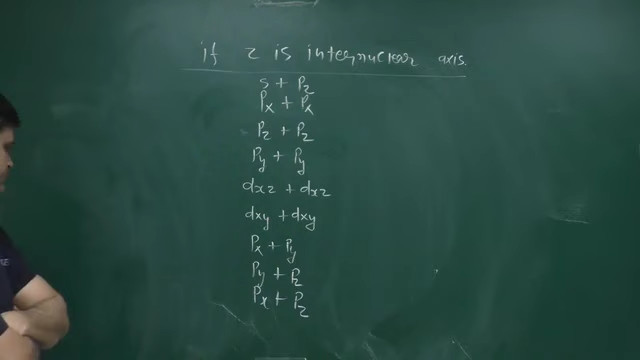 if z is internuclear axis.
s + Pz
Px + Px
Pz + Pz
Py + Py
dxz + dxz
dxy + dxy
Px + Py
Py + Pz
Px + Pz